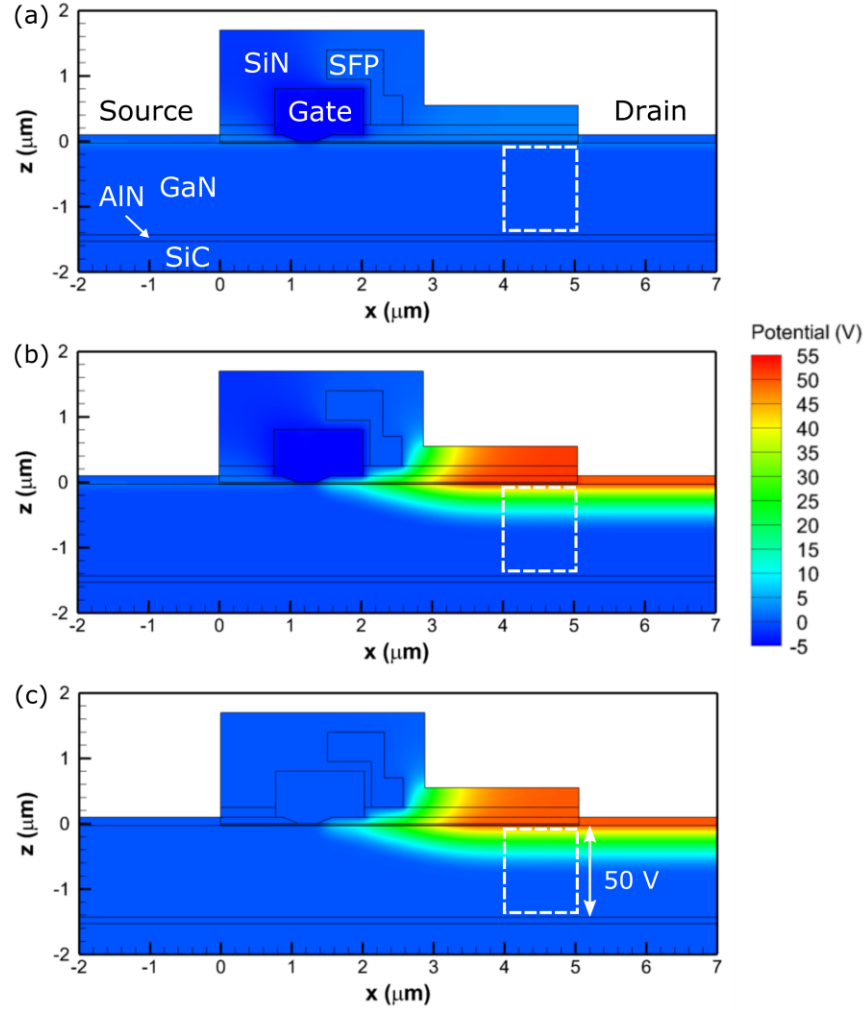 (a)
2
1
0
-1
-2
z (μm)
SiN
SFP
Source
Gate
Drain
GaN
AlN
SiC
-2 -1 0 1 2 3 4 5 6 7
x (μm)
(b)
2
1
0
-1
-2
z (μm)
-2 -1 0 1 2 3 4 5 6 7
x (μm)
Potential (V)
55
50
45
40
35
30
25
20
15
10
5
0
-5
(c)
2
1
0
-1
-2
z (μm)
50 V
-2 -1 0 1 2 3 4 5 6 7
x (μm)